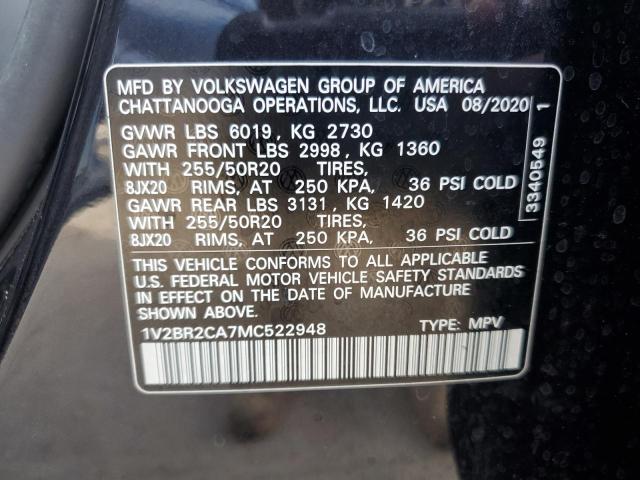 MFD BY VOLKSWAGEN GROUP OF AMERICA
CHATTANOOGA OPERATIONS, LLC. USA 08/2020
GVWR LBS 6019, KG 2730
GAWR FRONT LBS 2998, KG 1360
WITH 255/50R20 TIRES,
8JX20 RIMS, AT 250 KPA, 36 PSI COLD
GAWR REAR LBS 3131, KG 1420
WITH 255/50R20 TIRES,
8JX20 RIMS, AT 250 KPA, 36 PSI COLD
THIS VEHICLE CONFORMS TO ALL APPLICABLE
U.S. FEDERAL MOTOR VEHICLE SAFETY STANDARDS
IN EFFECT ON THE DATE OF MANUFACTURE
SHOWN ABOVE.
1V2BR2CA7MC522948 TYPE: MPV
3340549 1